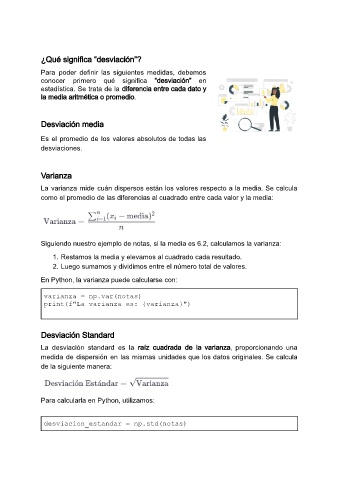 ¿Qué significa “desviación”?
Para poder definir las siguientes medidas, debemos
conocer primero qué significa “desviación” en
estadística. Se trata de la diferencia entre cada dato y
la media aritmética o promedio.
Desviación media
Es el promedio de los valores absolutos de todas las
desviaciones.
Varianza
La varianza mide cuán dispersos están los valores respecto a la media. Se calcula
como el promedio de las diferencias al cuadrado entre cada valor y la media:
Varianza = ∑ⁿᵢ₌₁(xᵢ − media)² / n
Siguiendo nuestro ejemplo de notas, si la media es 6.2, calculamos la varianza:
1. Restamos la media y elevamos al cuadrado cada resultado.
2. Luego sumamos y dividimos entre el número total de valores.
En Python, la varianza puede calcularse con:
varianza = np.var(notas)
print(f"La varianza es: {varianza}")
Desviación Standard
La desviación standard es la raíz cuadrada de la varianza, proporcionando una
medida de dispersión en las mismas unidades que los datos originales. Se calcula
de la siguiente manera:
Desviación Estándar = √Varianza
Para calcularla en Python, utilizamos:
desviacion_estandar = np.std(notas)